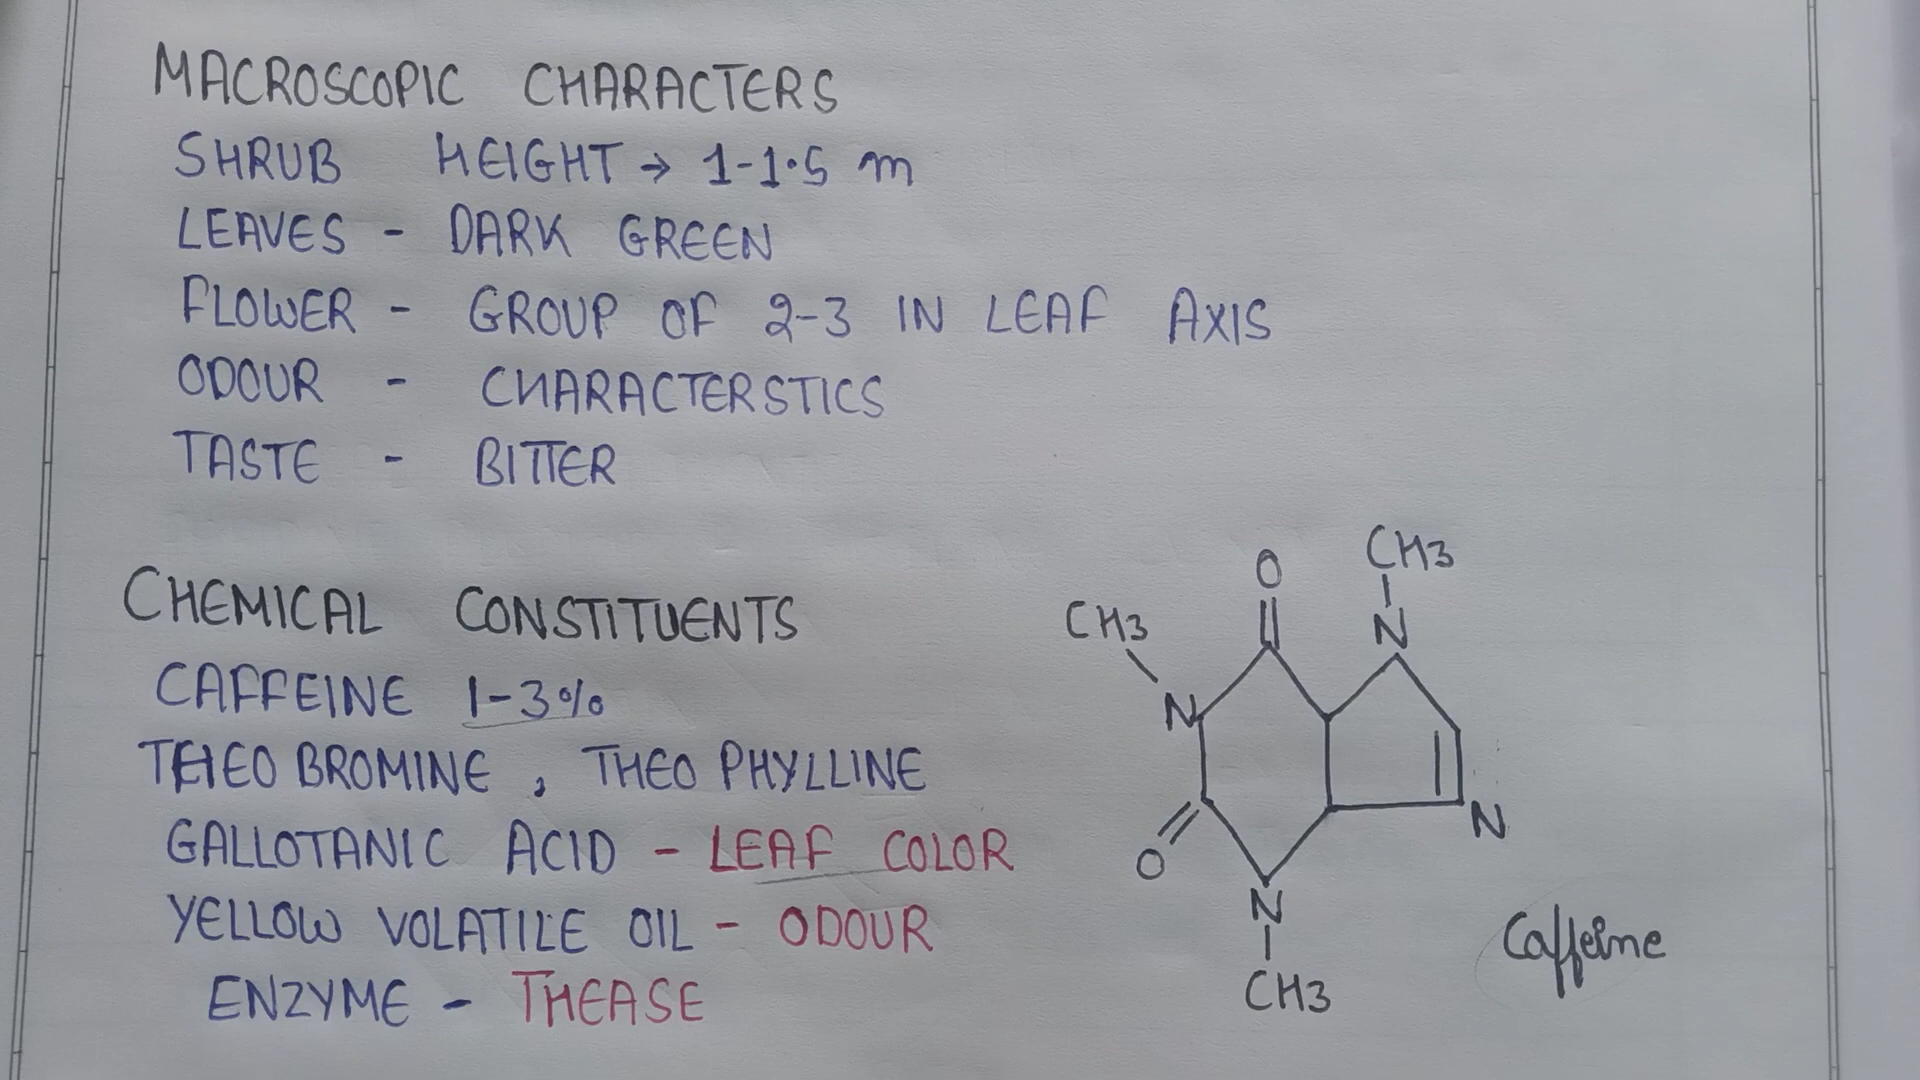 MACROSCOPIC CHARACTERS
SHRUB HEIGHT → 1-1.5 m
LEAVES - DARK GREEN
FLOWER - GROUP OF 2-3 IN LEAF AXIS
ODOUR - CHARACTERSTICS
TASTE - BITTER
CHEMICAL CONSTITUENTS
CAFFEINE 1-3%
THEO BROMINE , THEO PHYLLINE
GALLOTANIC ACID - LEAF COLOR
YELLOW VOLATILE OIL - ODOUR
ENZYME - THEASE
CH3
O
CH3
N
N
O
N
N
CH3
Caffeine